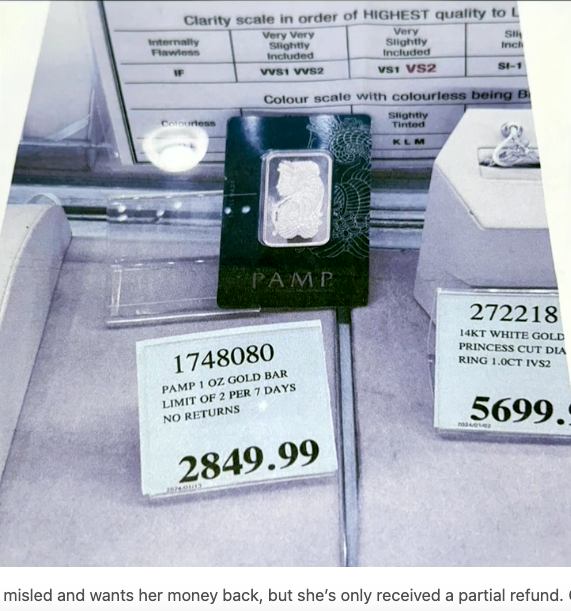 Clarity scale in order of HIGHEST quality to L
Internally Flawless
Very Very Slightly Included
Very Slightly Included
IF
VVS1 VVS2
VS1 VS2
SI-1
Colour scale with colourless being
Colourless
Slightly Tinted
K L M
PAMP
1748080
PAMP 1 OZ GOLD BAR
LIMIT OF 2 PER 7 DAYS
NO RETURNS
2849.99
2024/01/13
272218
14KT WHITE GOLD
PRINCESS CUT DIA
RING 1.0CT IVS2
5699.
misled and wants her money back, but she’s only received a partial refund.